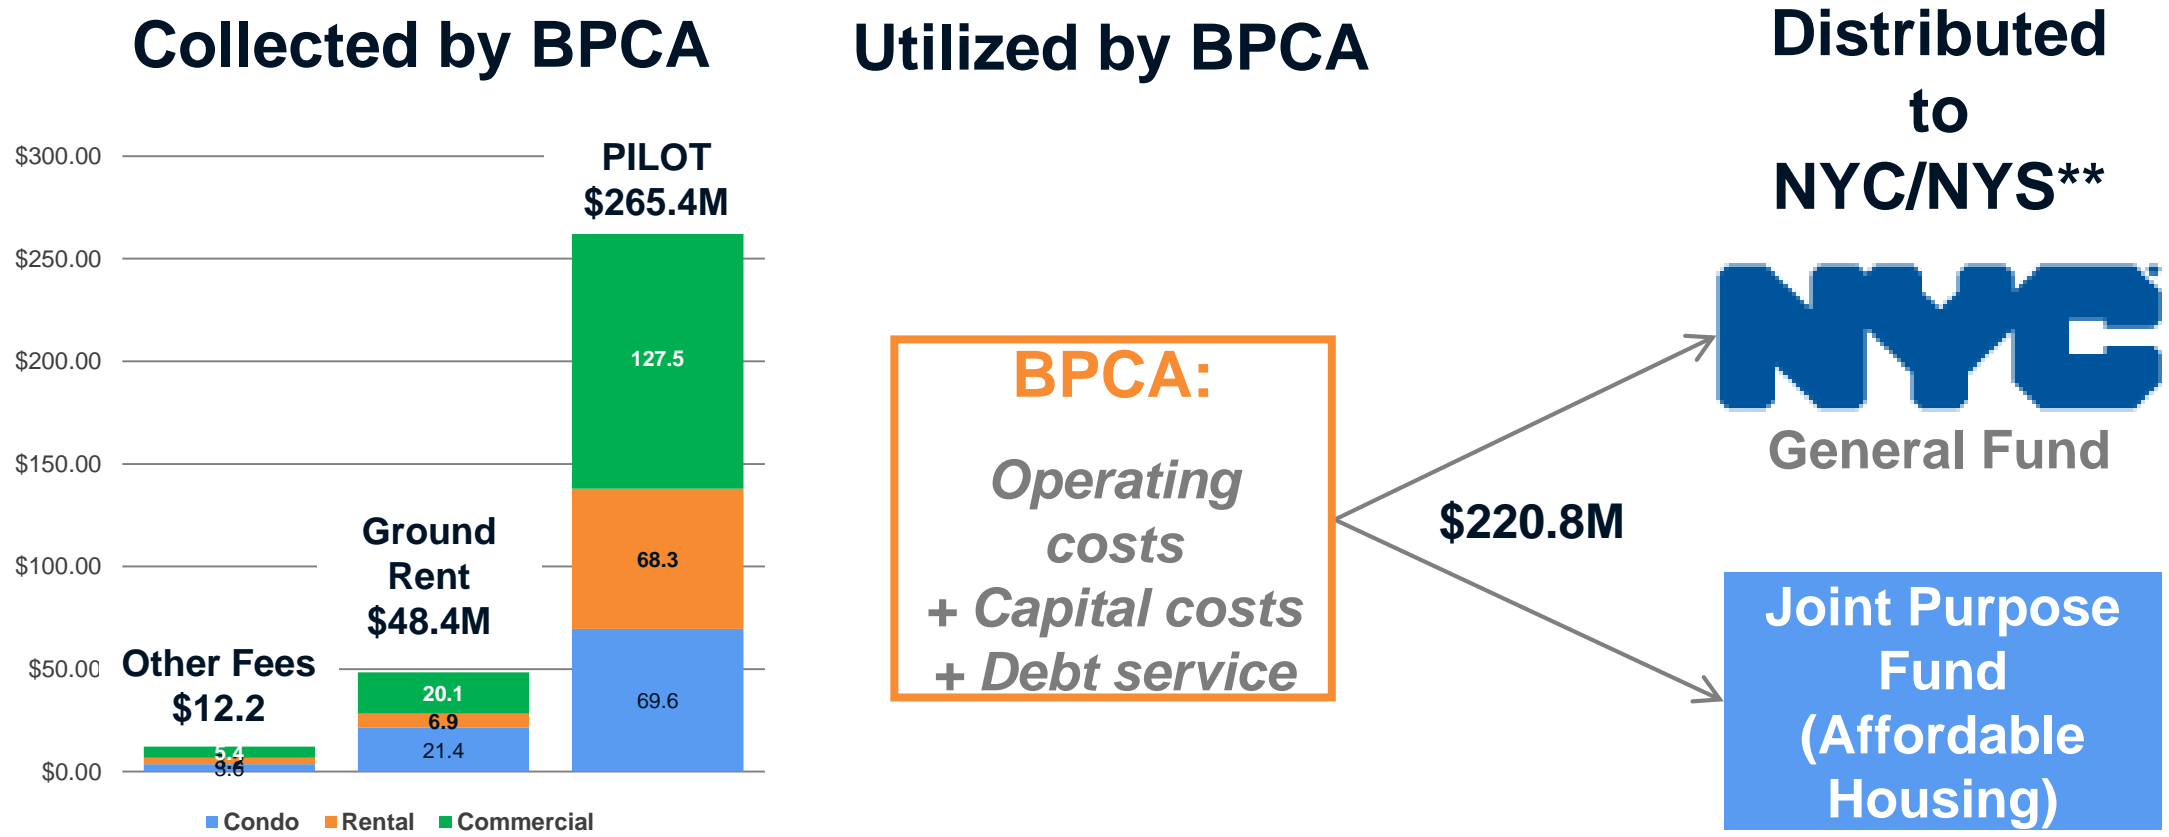 Collected by BPCA
Utilized by BPCA
Distributed
to
NYC/NYS**
$300.00
$250.00
$200.00
$150.00
$100.00
$50.00
$0.00
PILOT
$265.4M
127.5
68.3
69.6
Ground
Rent
$48.4M
20.1
6.9
21.4
Other Fees
$12.2
5.4
3.6
Condo Rental Commercial
BPCA:
Operating
costs
+ Capital costs
+ Debt service
$220.8M
NYC
General Fund
Joint Purpose
Fund
(Affordable
Housing)